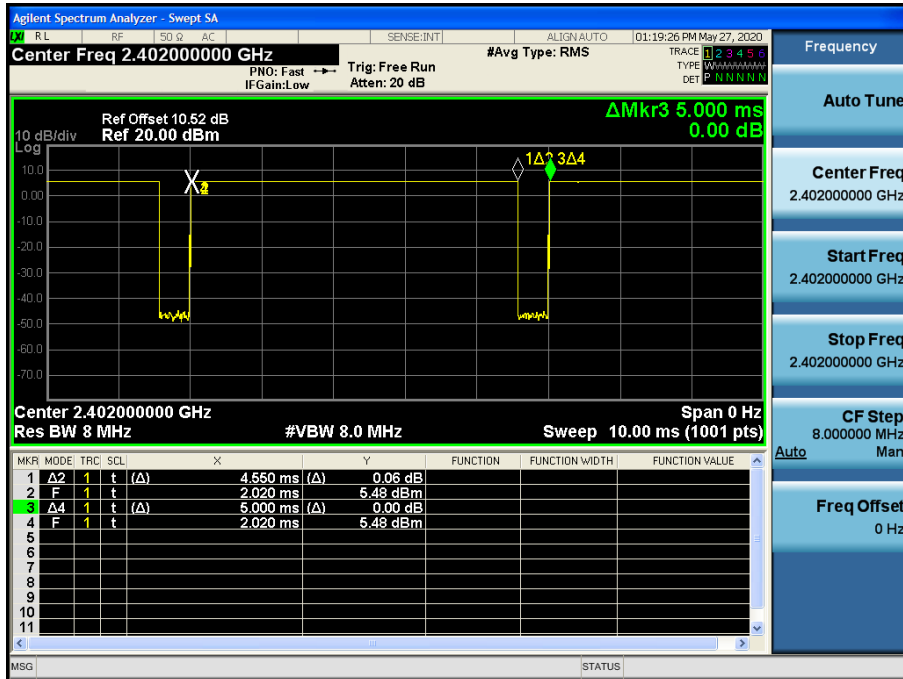 Agilent Spectrum Analyzer - Swept SA
LXI RL RF 50 Ω AC SENSE:INT ALIGN AUTO 01:19:26 PM May 27, 2020
Center Freq 2.402000000 GHz #Avg Type: RMS TRACE 1 2 3 4 5 6
PNO: Fast Trig: Free Run TYPE WWWWWW
IFGain:Low Atten: 20 dB DET P N N N N N
Frequency
Auto Tune
Center Freq
2.402000000 GHz
Start Freq
2.402000000 GHz
Stop Freq
2.402000000 GHz
CF Step
8.000000 MHz
Auto Man
Freq Offset
0 Hz
ΔMkr3 5.000 ms
0.00 dB
Ref Offset 10.52 dB
10 dB/div Ref 20.00 dBm
Log
10.0
0.00
-10.0
-20.0
-30.0
-40.0
-50.0
-60.0
-70.0
1Δ2 3Δ4
Center 2.402000000 GHz Span 0 Hz
Res BW 8 MHz #VBW 8.0 MHz Sweep 10.00 ms (1001 pts)
MKR MODE TRC SCL X Y FUNCTION FUNCTION WIDTH FUNCTION VALUE
1 Δ2 1 t (Δ) 4.550 ms (Δ) 0.06 dB
2 F 1 t 2.020 ms 5.48 dBm
3 Δ4 1 t (Δ) 5.000 ms (Δ) 0.00 dB
4 F 1 t 2.020 ms 5.48 dBm
5
6
7
8
9
10
11
MSG STATUS